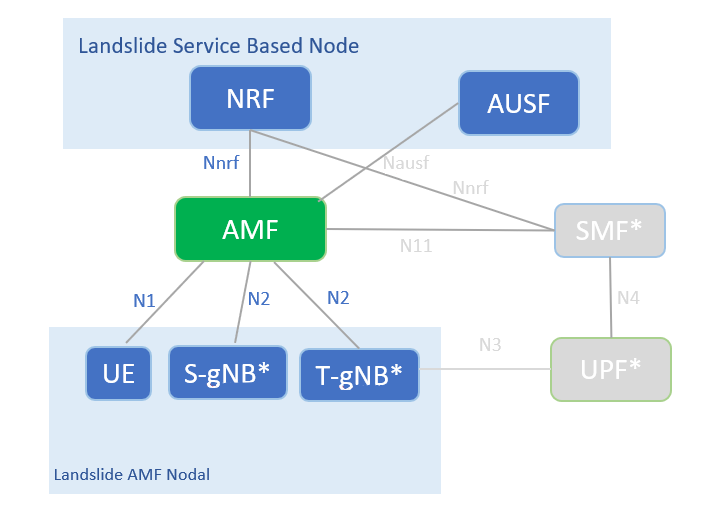 Landslide Service Based Node
NRF
AUSF
Nnrf
Nausf
Nnrf
AMF
SMF*
N11
N1
N2
N2
N4
N3
UE
S-gNB*
T-gNB*
UPF*
Landslide AMF Nodal